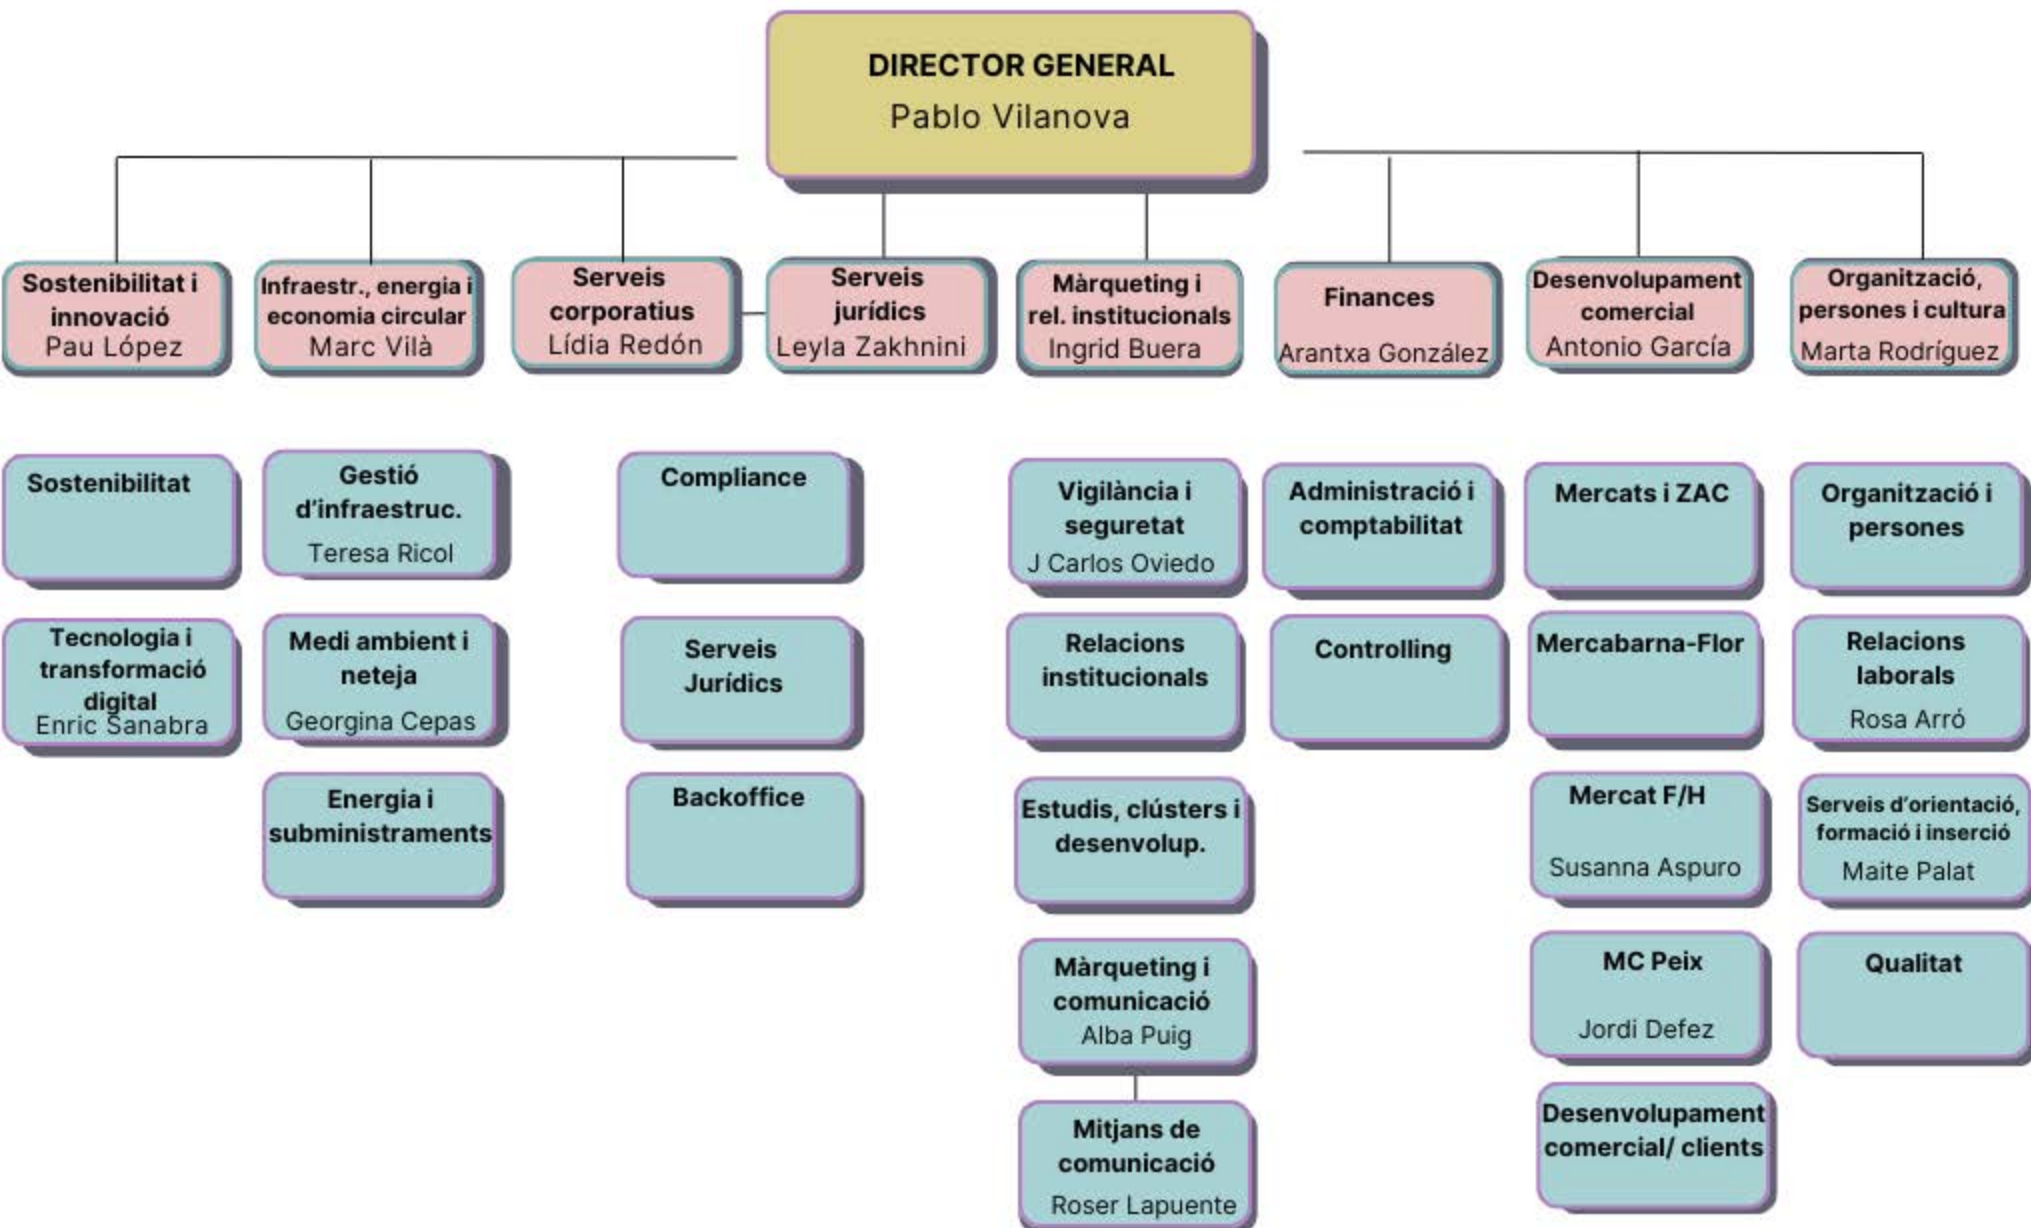 DIRECTOR GENERAL
Pablo Vilanova
Sostenibilitat i
innovació
Pau López
Infraestr., energia i
economia circular
Marc Vilà
Serveis
corporatius
Lídia Redón
Serveis
jurídics
Leyla Zakhnini
Màrqueting i
rel. institucionals
Ingrid Buera
Finances
Arantxa González
Desenvolupament
comercial
Antonio García
Organització,
persones i cultura
Marta Rodríguez
Sostenibilitat
Tecnologia i
transformació
digital
Enric Sanabra
Gestió
d'infraestruc.
Teresa Ricol
Medi ambient i
neteja
Georgina Cepas
Energia i
subministraments
Compliance
Serveis
Jurídics
Backoffice
Vigilància i
seguretat
J Carlos Oviedo
Relacions
institucionals
Estudis, clústers i
desenvolup.
Màrqueting i
comunicació
Alba Puig
Mitjans de
comunicació
Roser Lapuente
Administració i
comptabilitat
Controlling
Mercats i ZAC
Mercabarna-Flor
Mercat F/H
Susanna Aspuro
MC Peix
Jordi Defez
Desenvolupament
comercial/ clients
Organització i
persones
Relacions
laborals
Rosa Arró
Serveis d'orientació,
formació i inserció
Maite Palat
Qualitat